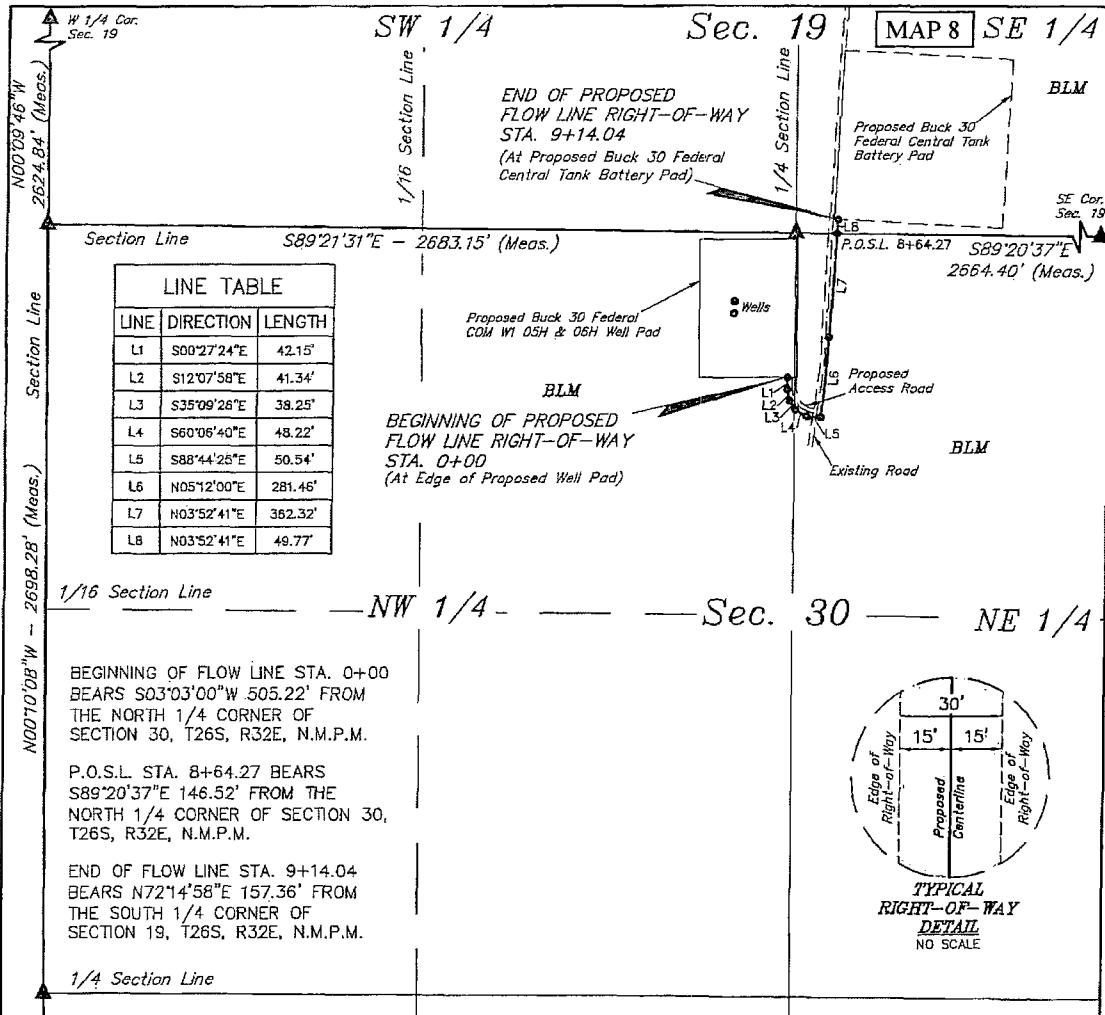 W 1/4 Cor.
Sec. 19
SW 1/4
Sec. 19
MAP 8
SE 1/4
N00°09'46"W
2624.84' (Meas.)
1/16 Section Line
1/4 Section Line
BLM
END OF PROPOSED
FLOW LINE RIGHT-OF-WAY
STA. 9+14.04
(At Proposed Buck 30 Federal
Central Tank Battery Pad)
Proposed Buck 30
Federal Central Tank
Battery Pad
SE Cor.
Sec. 19
Section Line
S89°21'31"E - 2683.15' (Meas.)
L8
P.O.S.L. 8+64.27
S89°20'37"E
2664.40' (Meas.)
LINE TABLE
LINE DIRECTION LENGTH
L1 S00°27'24"E 42.15'
L2 S12°07'58"E 41.34'
L3 S35°09'26"E 38.25'
L4 S60°06'40"E 48.22'
L5 S88°44'25"E 50.54'
L6 N05°12'00"E 281.46'
L7 N03°52'41"E 362.32'
L8 N03°52'41"E 49.77'
Section Line
N00°10'08"W - 2698.28' (Meas.)
Proposed Buck 30 Federal
COM W1 05H & 06H Well Pad
Wells
L7
L6
BLM
L1
L2
L3
L4
L5
Proposed
Access Road
Existing Road
BLM
BEGINNING OF PROPOSED
FLOW LINE RIGHT-OF-WAY
STA. 0+00
(At Edge of Proposed Well Pad)
1/16 Section Line
NW 1/4
Sec. 30
NE 1/4
BEGINNING OF FLOW LINE STA. 0+00
BEARS S03°03'00"W 505.22' FROM
THE NORTH 1/4 CORNER OF
SECTION 30, T26S, R32E, N.M.P.M.
P.O.S.L. STA. 8+64.27 BEARS
S89°20'37"E 146.52' FROM THE
NORTH 1/4 CORNER OF SECTION 30,
T26S, R32E, N.M.P.M.
END OF FLOW LINE STA. 9+14.04
BEARS N72°14'58"E 157.36' FROM
THE SOUTH 1/4 CORNER OF
SECTION 19, T26S, R32E, N.M.P.M.
30'
15' 15'
Edge of
Right-of-Way
Proposed
Centerline
Edge of
Right-of-Way
TYPICAL
RIGHT-OF-WAY
DETAIL
NO SCALE
1/4 Section Line